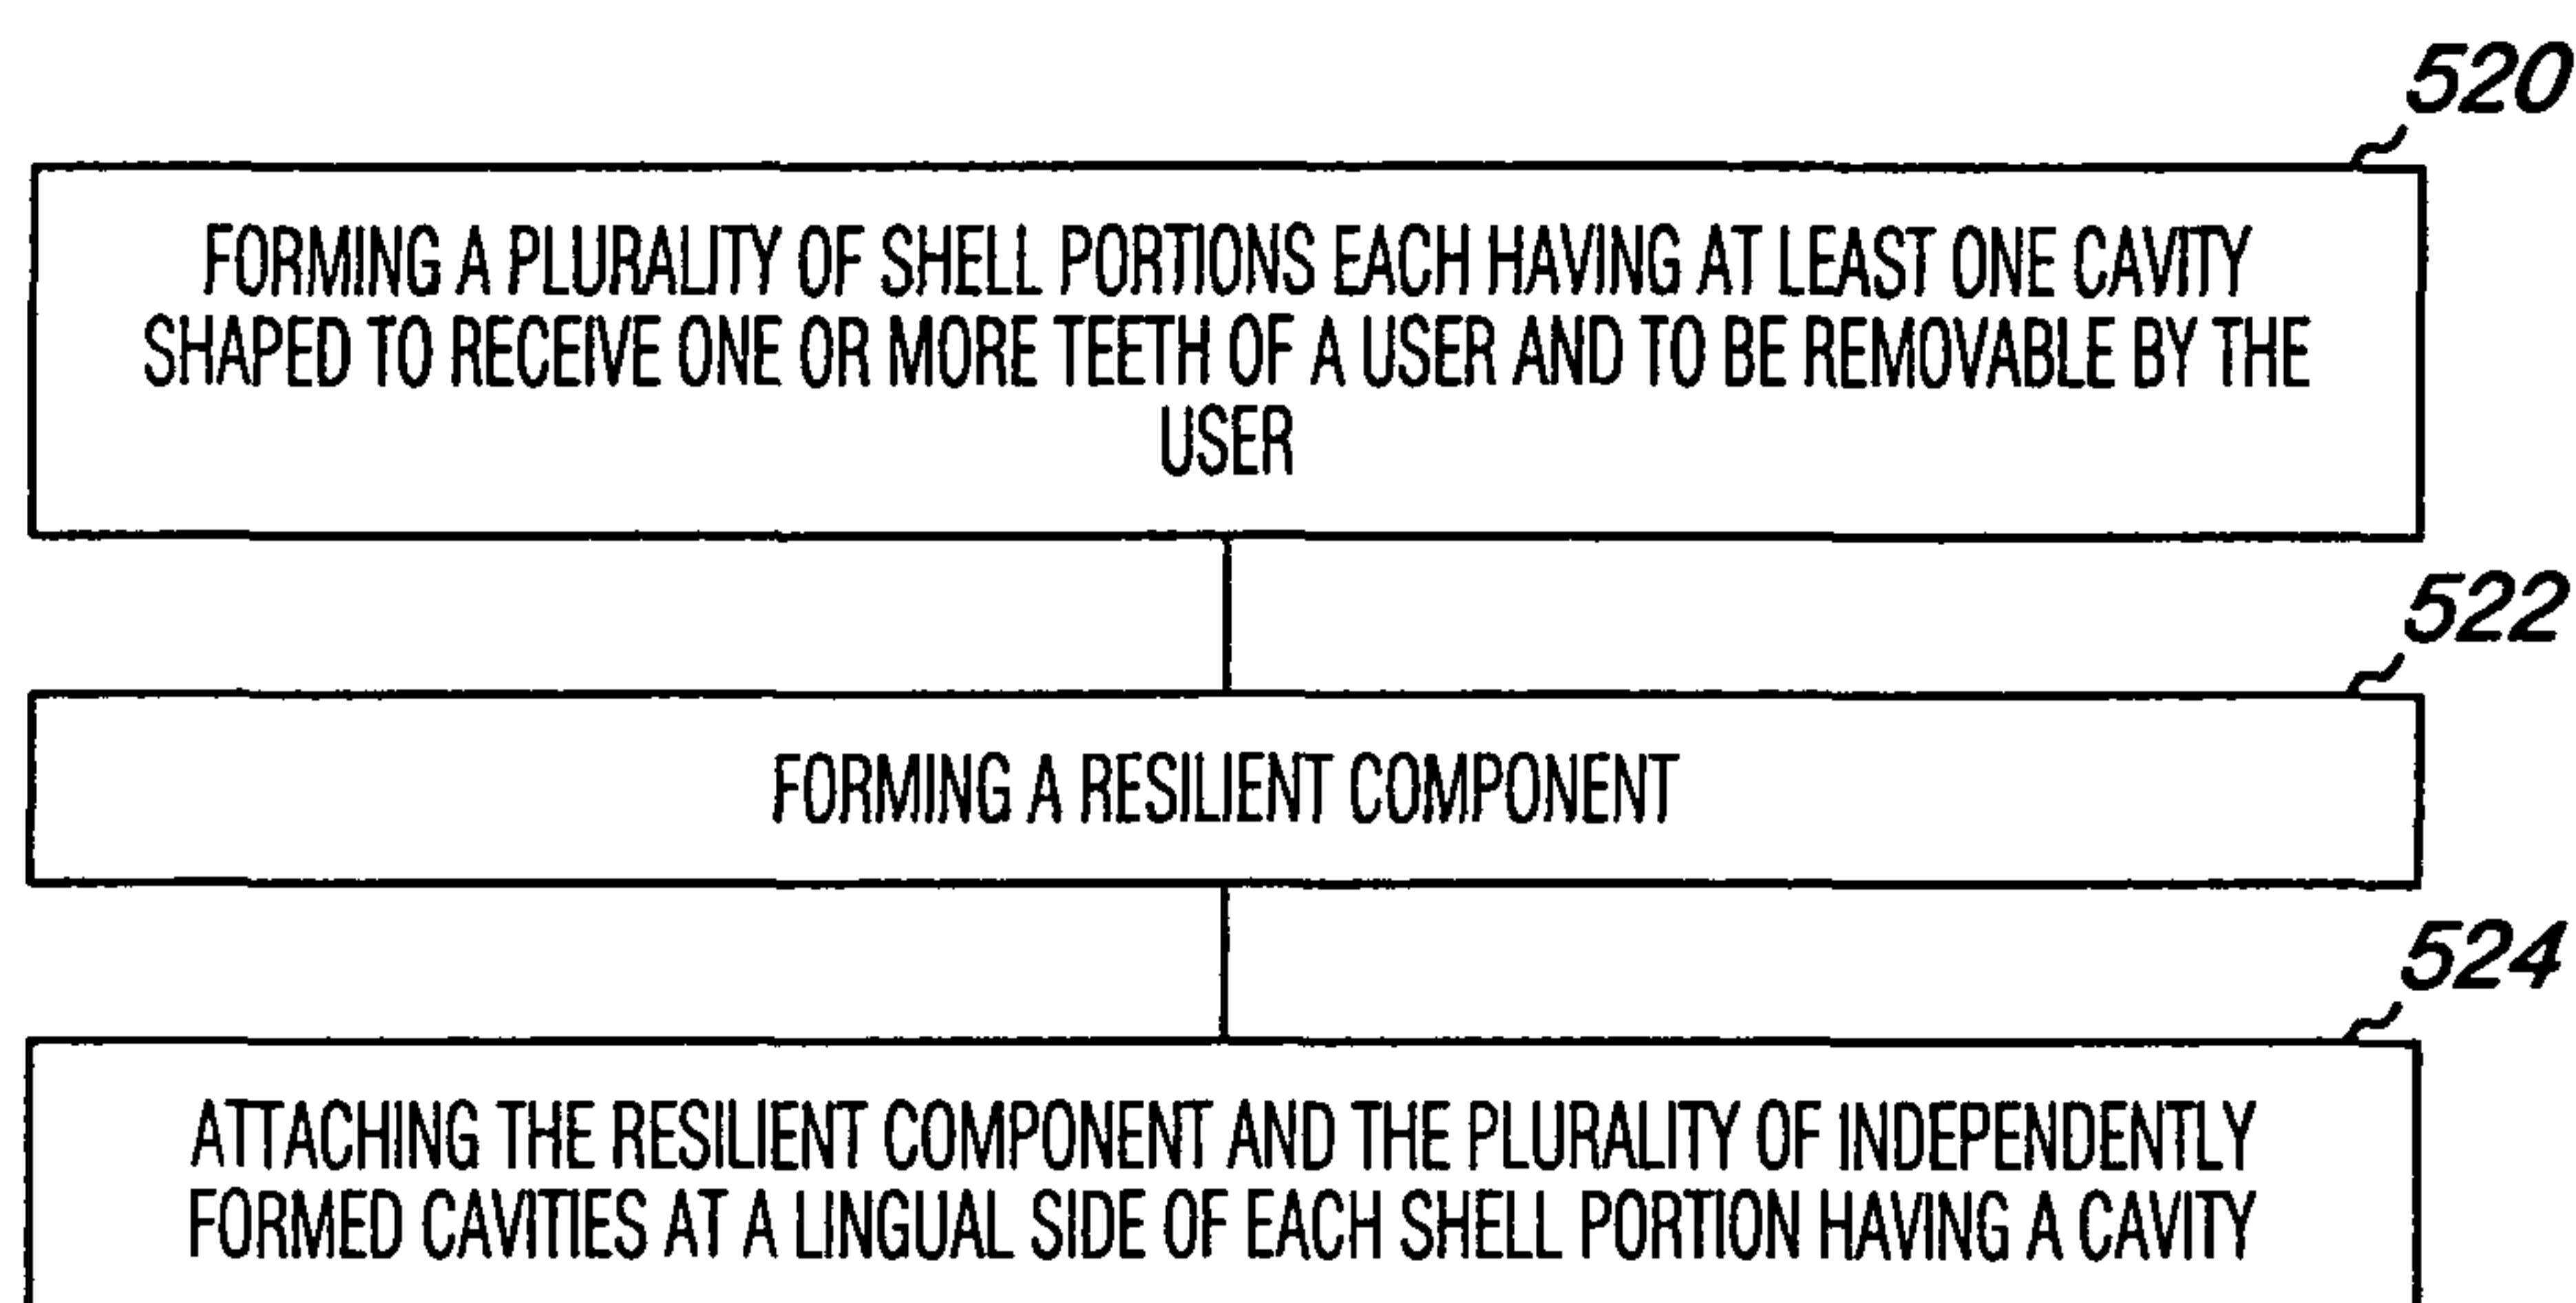 520
FORMING A PLURALITY OF SHELL PORTIONS EACH HAVING AT LEAST ONE CAVITY
SHAPED TO RECEIVE ONE OR MORE TEETH OF A USER AND TO BE REMOVABLE BY THE
USER
522
FORMING A RESILIENT COMPONENT
524
ATTACHING THE RESILIENT COMPONENT AND THE PLURALITY OF INDEPENDENTLY
FORMED CAVITIES AT A LINGUAL SIDE OF EACH SHELL PORTION HAVING A CAVITY